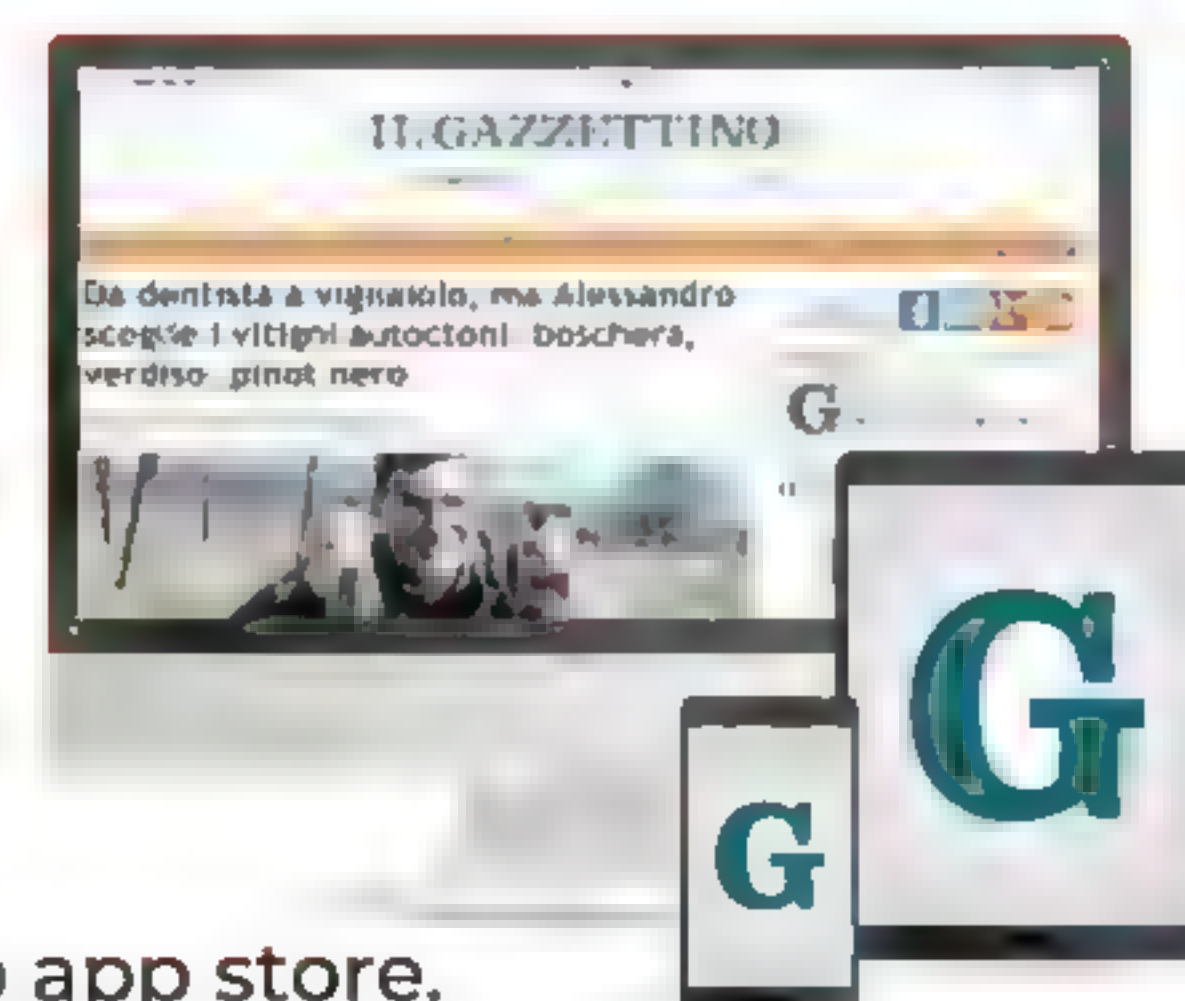 IL GAZZETTINO
Da dentista a vignaiolo, ma Alessandro
sceglie i vitigni autoctoni boschera,
verdiso pinot nero
G
G
G
app store.